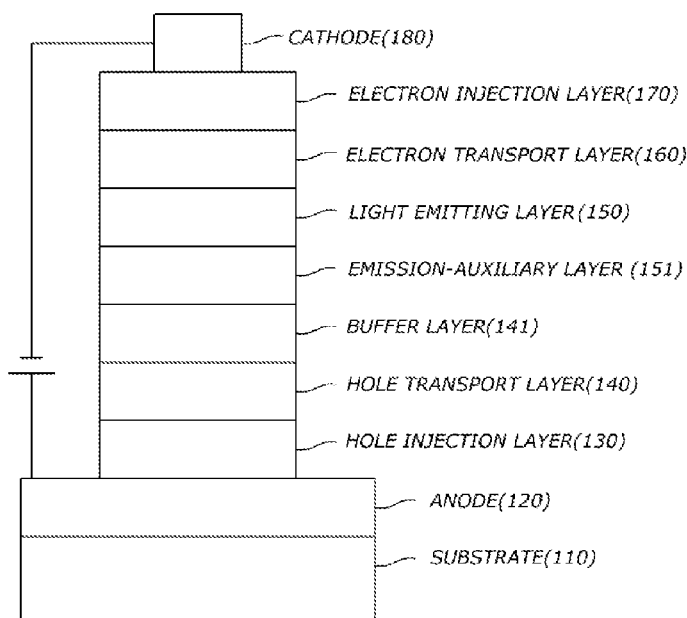 CATHODE(180)
ELECTRON INJECTION LAYER(170)
ELECTRON TRANSPORT LAYER(160)
LIGHT EMITTING LAYER(150)
EMISSION-AUXILIARY LAYER (151)
BUFFER LAYER(141)
HOLE TRANSPORT LAYER(140)
HOLE INJECTION LAYER(130)
ANODE(120)
SUBSTRATE(110)